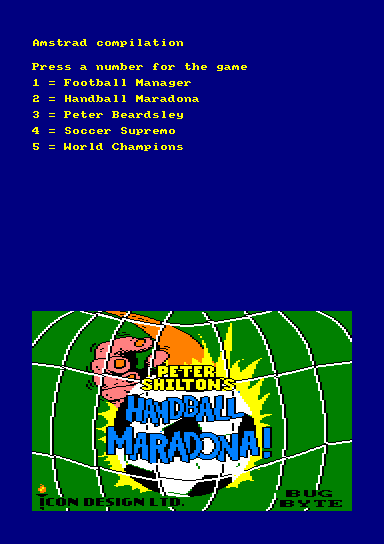 Amstrad compilation
Press a number for the game
1 = Football Manager
2 = Handball Maradona
3 = Peter Beardsley
4 = Soccer Supremo
5 = World Champions
PETER
SHILTON'S
HANDBALL
MARADONA!
ICON DESIGN LTD.
BUG
BYTE